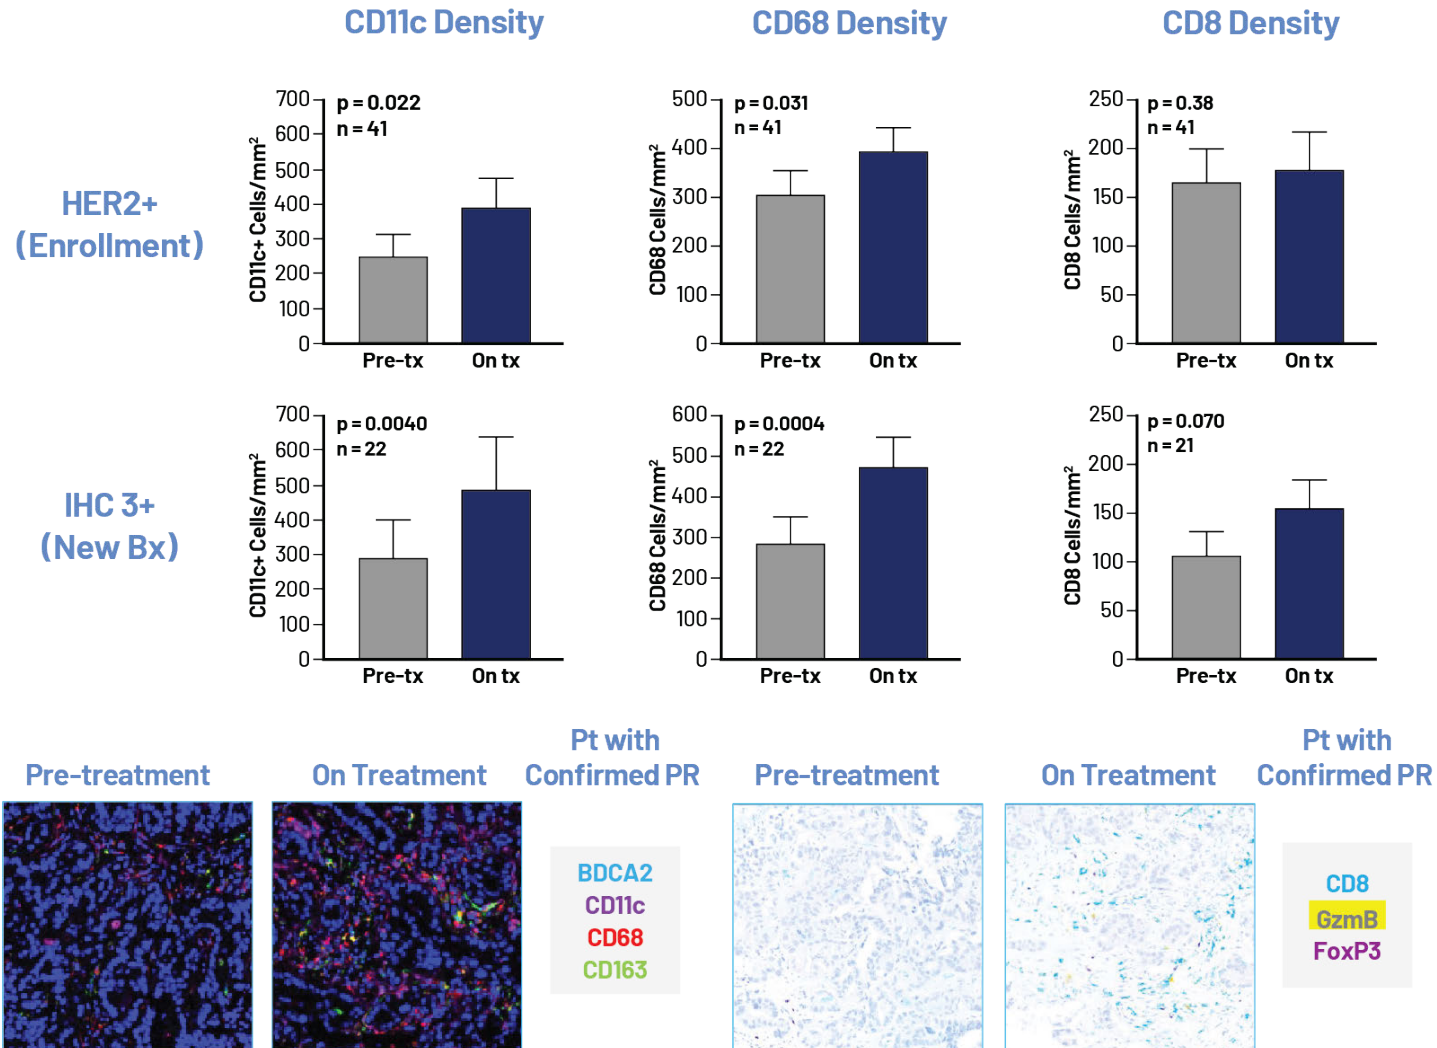 CD11c Density
CD68 Density
CD8 Density
HER2+
(Enrollment)
CD11c+ Cells/mm²
700
600
500
400
300
200
100
0
p = 0.022
n = 41
Pre-tx
On tx
CD68 Cells/mm²
500
400
300
200
100
0
p = 0.031
n = 41
Pre-tx
On tx
CD8 Cells/mm²
250
200
150
100
50
0
p = 0.38
n = 41
Pre-tx
On tx
IHC 3+
(New Bx)
CD11c+ Cells/mm²
700
600
500
400
300
200
100
0
p = 0.0040
n = 22
Pre-tx
On tx
CD68 Cells/mm²
600
500
400
300
200
100
0
p = 0.0004
n = 22
Pre-tx
On tx
CD8 Cells/mm²
250
200
150
100
50
0
p = 0.070
n = 21
Pre-tx
On tx
Pre-treatment
On Treatment
Pt with
Confirmed PR
BDCA2
CD11c
CD68
CD163
Pre-treatment
On Treatment
Pt with
Confirmed PR
CD8
GzmB
FoxP3